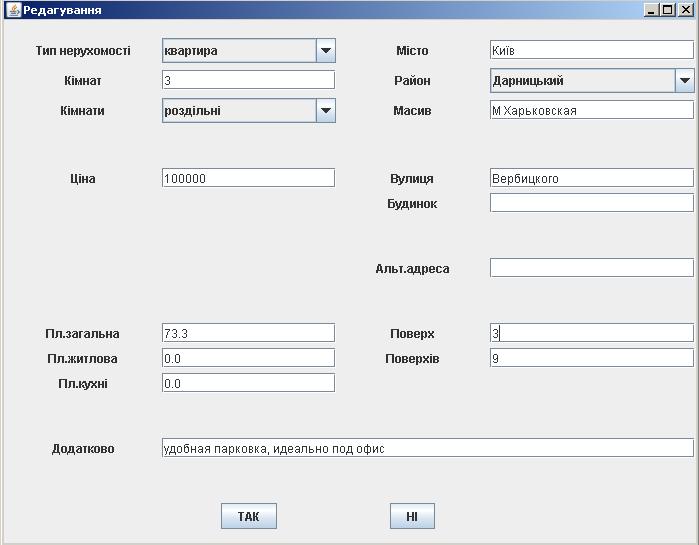 Редагування
Тип нерухомості квартира Місто Київ
Кімнат 3 Район Дарницький
Кімнати роздільні Масив М Харьковская
Ціна 100000 Вулиця Вербицкого
Будинок
Альт.адреса
Пл.загальна 73.3 Поверх 3
Пл.житлова 0.0 Поверхів 9
Пл.кухні 0.0
Додатково удобная парковка, идеально под офис
ТАК НІ